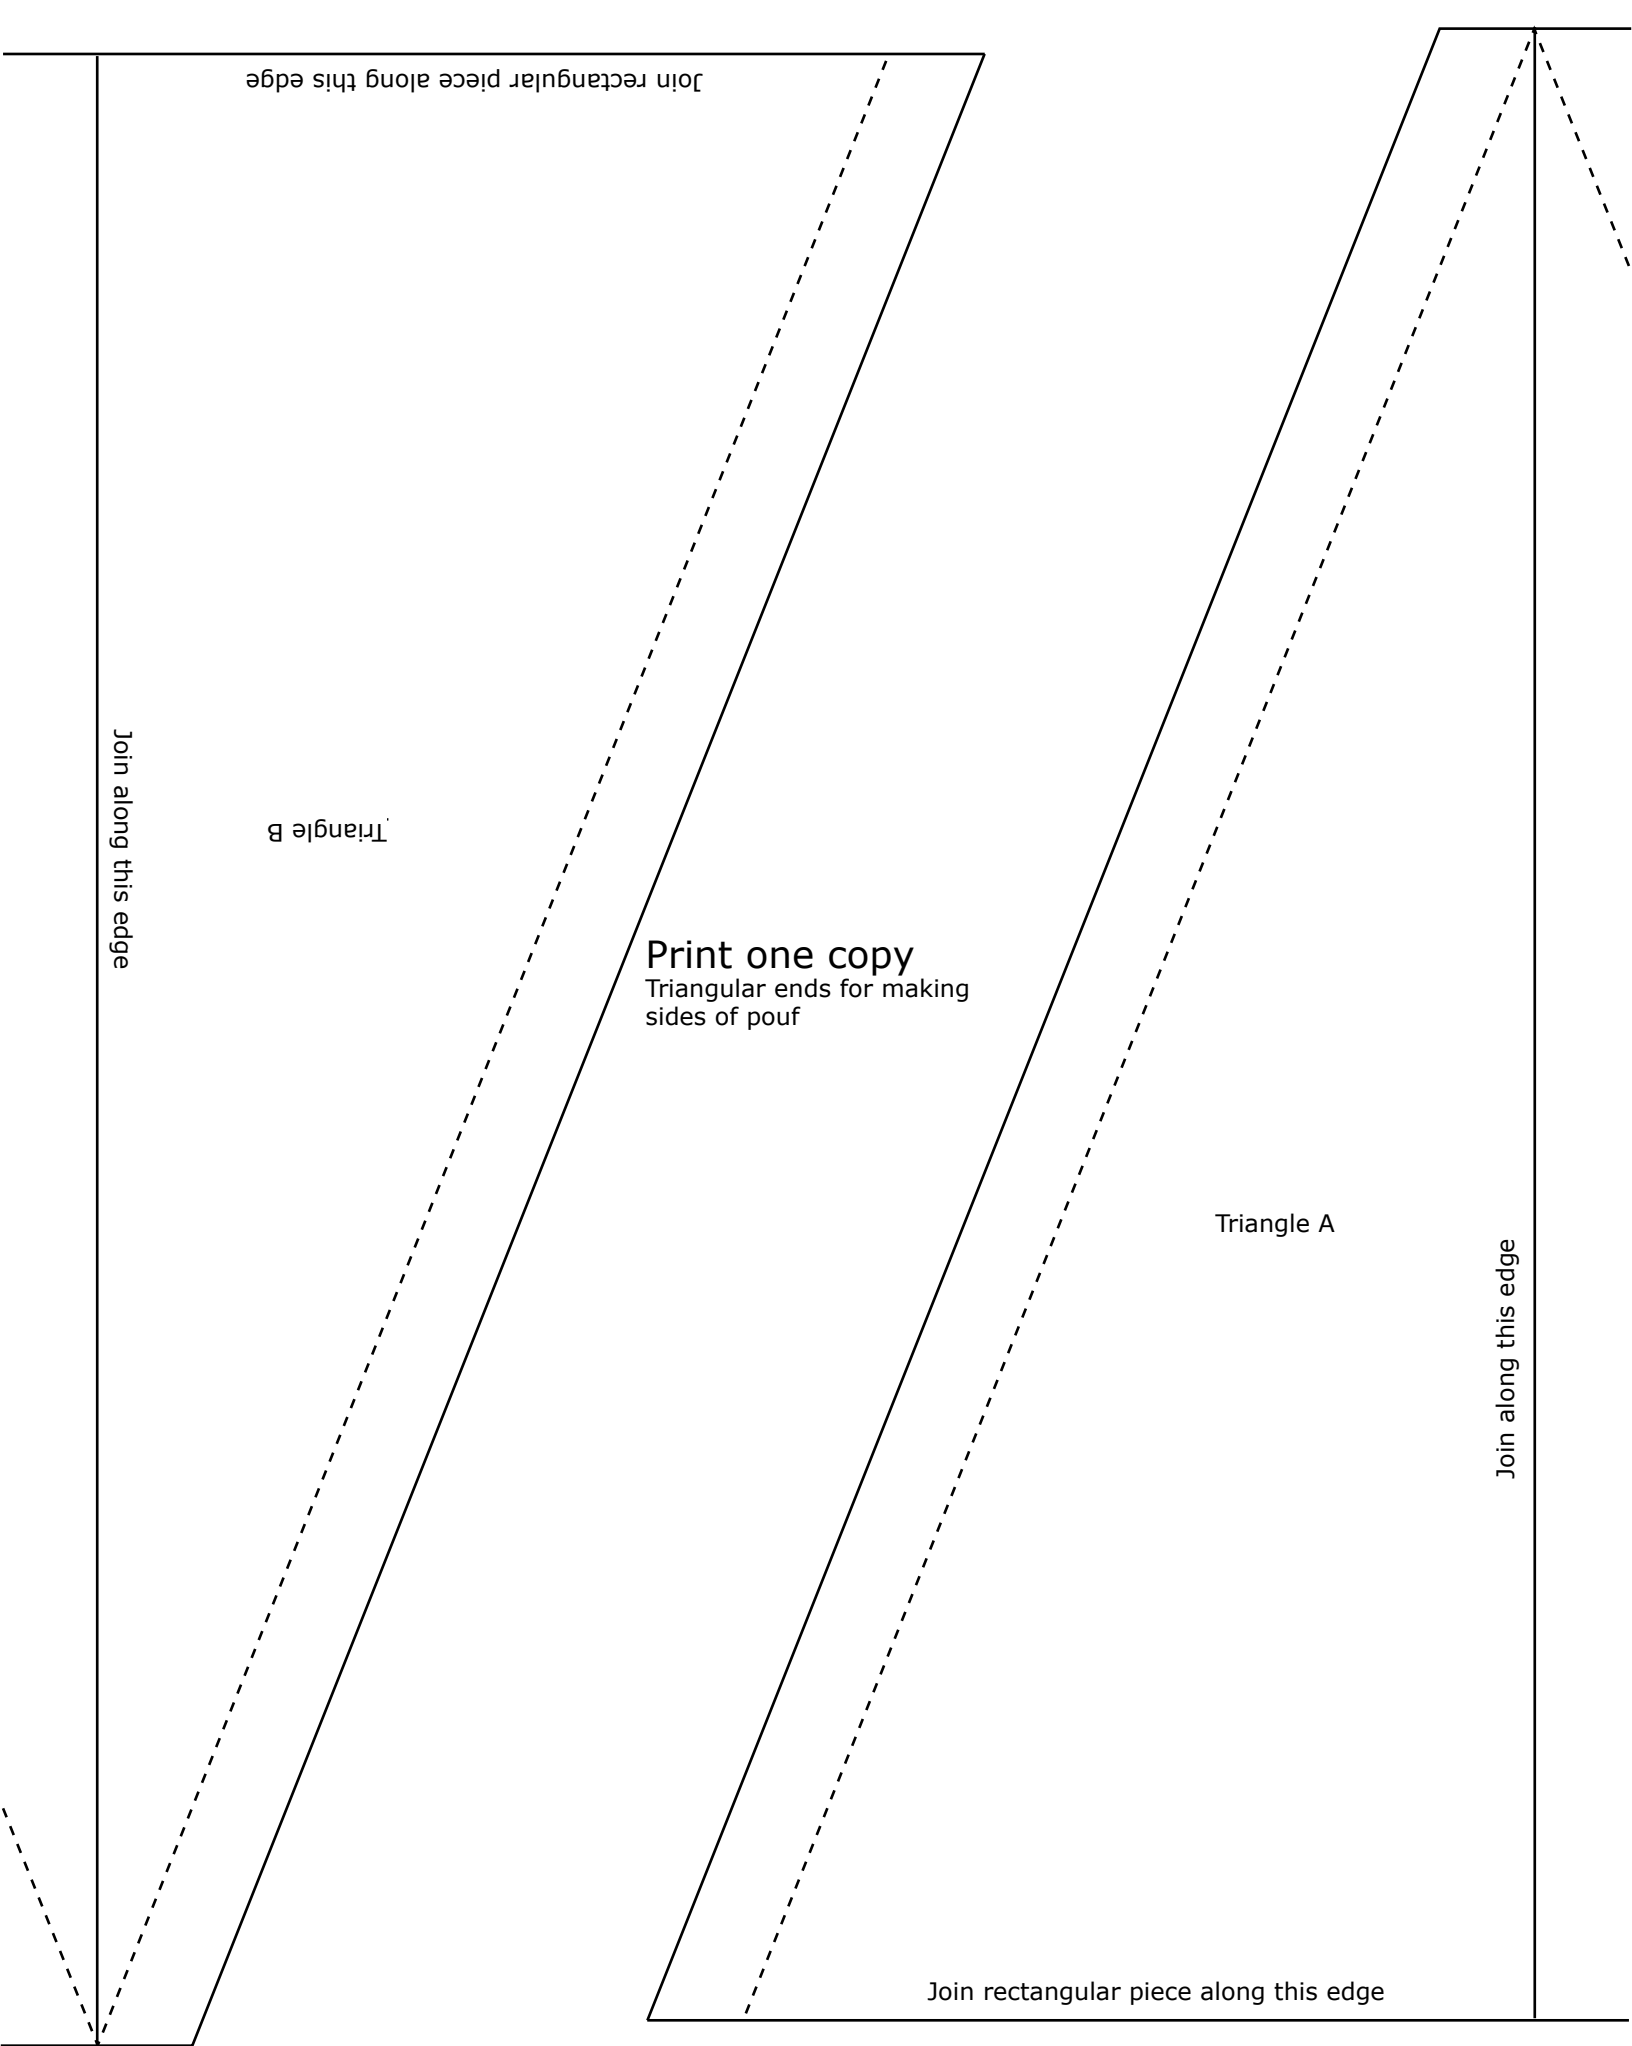 Join rectangular piece along this edge
Join along this edge
Triangle B
Print one copy
Triangular ends for making
sides of pouf
Triangle A
Join along this edge
Join rectangular piece along this edge